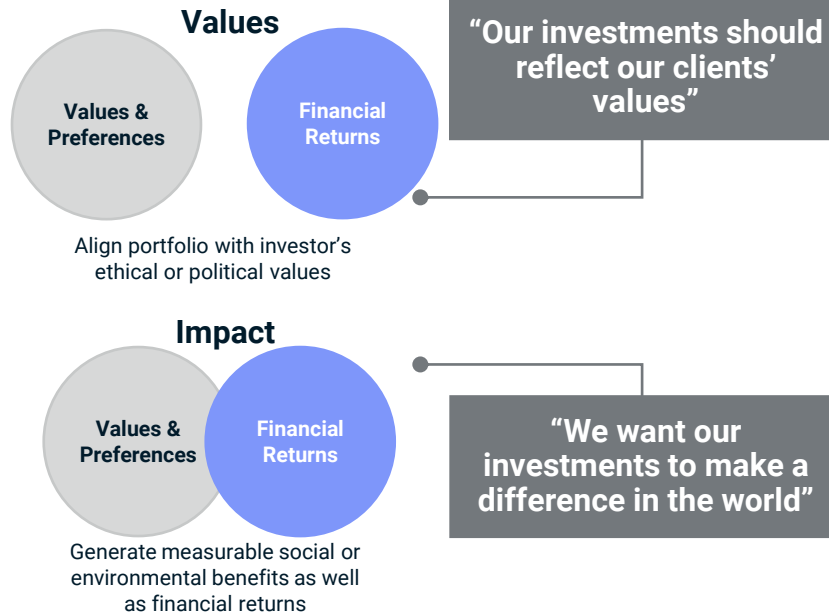 Values
Values &
Preferences
Financial
Returns
Align portfolio with investor’s
ethical or political values
“Our investments should
reflect our clients’
values”
Impact
Values &
Preferences
Financial
Returns
Generate measurable social or
environmental benefits as well
as financial returns
“We want our
investments to make a
difference in the world”